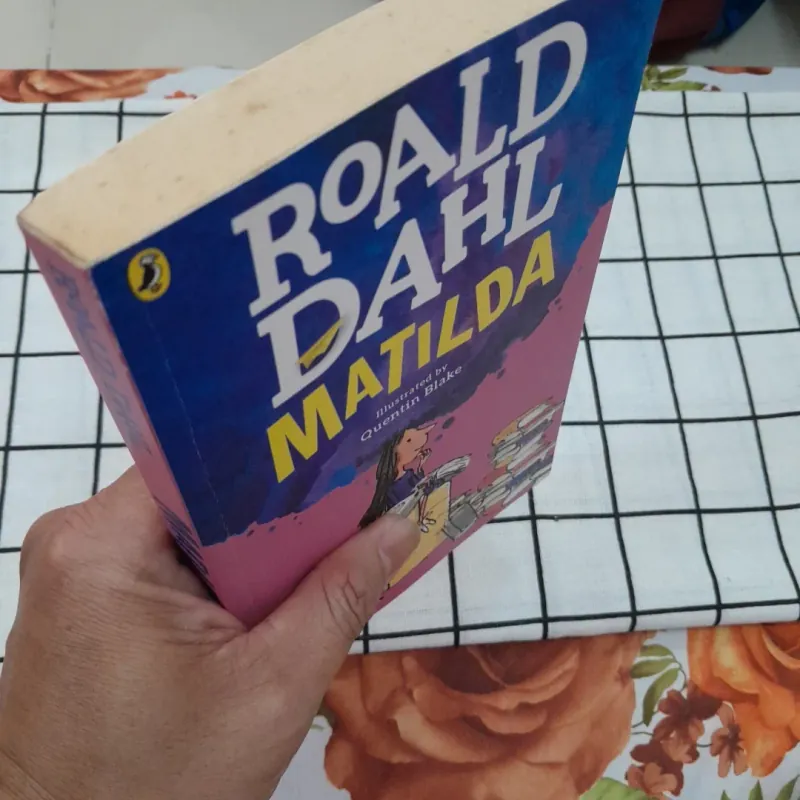 ROALD
DAHL
MATILDA
Illustrated by
Quentin Blake